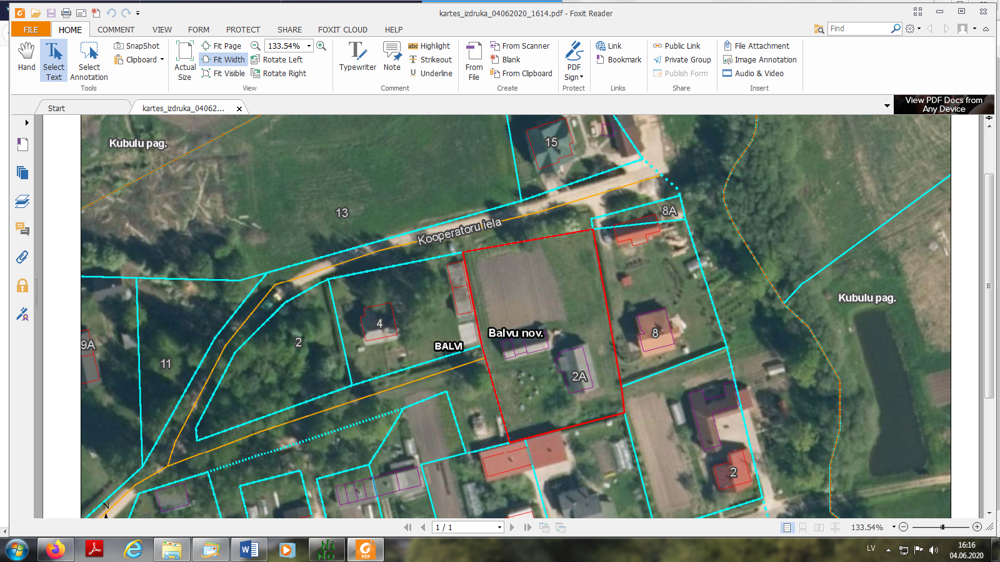 kartes_izdruka_04062020_1614.pdf - Foxit Reader
FILE HOME COMMENT VIEW FORM PROTECT SHARE FOXIT CLOUD HELP
Find
Hand
Select Text
Select Annotation
SnapShot
Clipboard
Tools
Actual Size
Fit Page
Fit Width
Fit Visible
133.54%
Rotate Left
Rotate Right
View
Typewriter
Note
Highlight
Strikeout
Underline
Comment
From File
From Scanner
Blank
From Clipboard
Create
PDF Sign
Protect
Link
Bookmark
Links
Public Link
Private Group
Publish Form
Share
File Attachment
Image Annotation
Audio & Video
Insert
Start
kartes_izdruka_04062...
View PDF Docs from
Any Device
Kubulu pag.
15
13
8A
Kooperatoru iela
Kubulu pag.
4
2
BALVI
Balvu nov.
8
9A
11
2A
2
N
1 / 1
133.54%
LV
16:16
04.06.2020